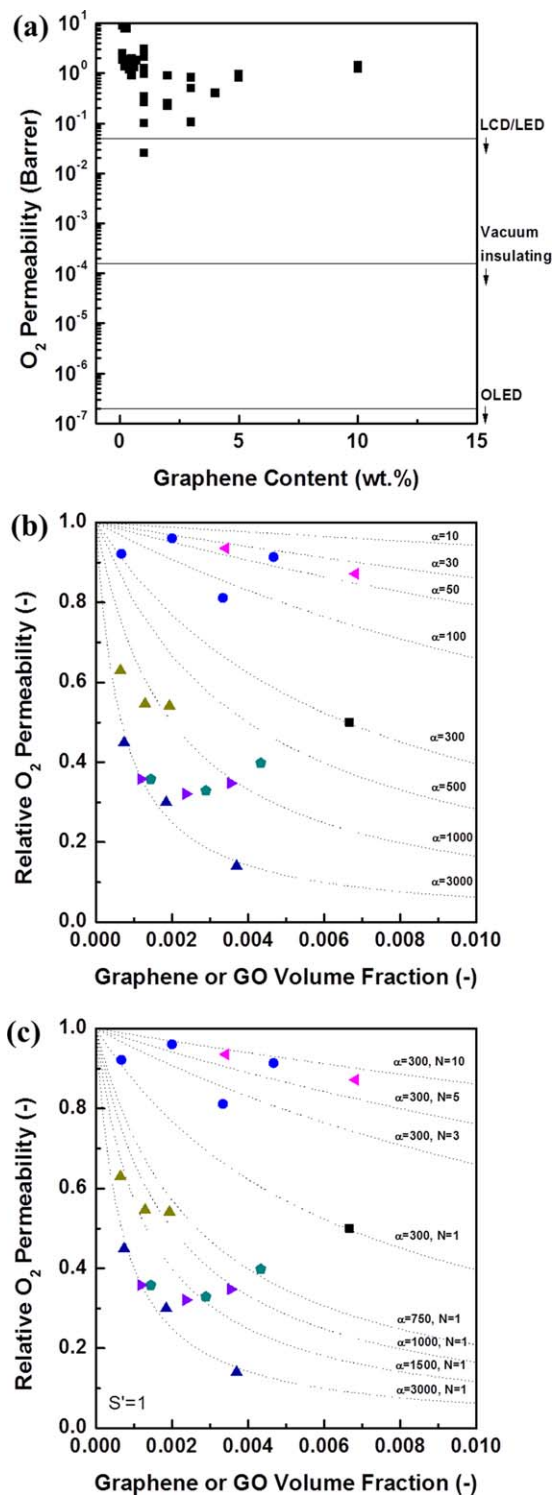 (a)
10¹
10⁰
10⁻¹
10⁻²
10⁻³
10⁻⁴
10⁻⁵
10⁻⁶
10⁻⁷
O₂ Permeability (Barrer)
LCD/LED
Vacuum
insulating
OLED
0 5 10 15
Graphene Content (wt.%)
(b)
1.0
0.8
0.6
0.4
0.2
0.0
Relative O₂ Permeability (-)
α=10
α=30
α=50
α=100
α=300
α=500
α=1000
α=3000
0.000 0.002 0.004 0.006 0.008 0.010
Graphene or GO Volume Fraction (-)
(c)
1.0
0.8
0.6
0.4
0.2
0.0
Relative O₂ Permeability (-)
α=300, N=10
α=300, N=5
α=300, N=3
α=300, N=1
α=750, N=1
α=1000, N=1
α=1500, N=1
α=3000, N=1
S'=1
0.000 0.002 0.004 0.006 0.008 0.010
Graphene or GO Volume Fraction (-)